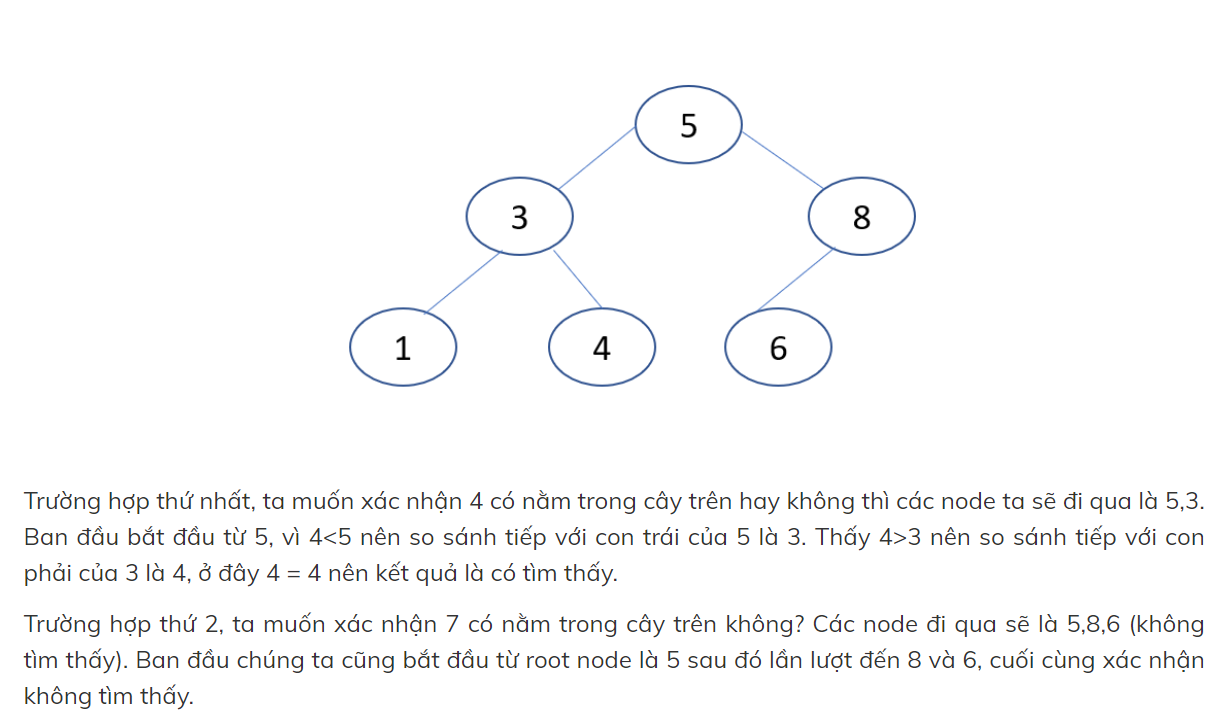 5
3
8
1
4
6
Trường hợp thứ nhất, ta muốn xác nhận 4 có nằm trong cây trên hay không thì các node ta sẽ đi qua là 5,3.
Ban đầu bắt đầu từ 5, vì 4<5 nên so sánh tiếp với con trái của 5 là 3. Thấy 4>3 nên so sánh tiếp với con
phải của 3 là 4, ở đây 4 = 4 nên kết quả là có tìm thấy.
Trường hợp thứ 2, ta muốn xác nhận 7 có nằm trong cây trên không? Các node đi qua sẽ là 5,8,6 (không
tìm thấy). Ban đầu chúng ta cũng bắt đầu từ root node là 5 sau đó lần lượt đến 8 và 6, cuối cùng xác nhận
không tìm thấy.